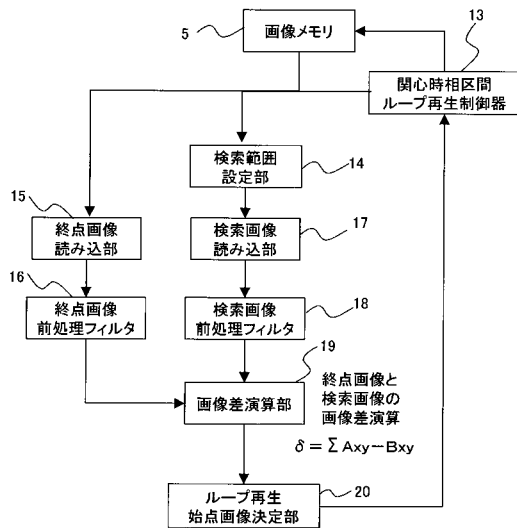 13
5
画像メモリ
関心時相区間
ループ再生制御器
検索範囲
設定部
14
15
終点画像
読み込部
検索画像
読み込部
17
16
終点画像
前処理フィルタ
検索画像
前処理フィルタ
18
19
画像差演算部
終点画像と
検索画像の
画像差演算
δ = Σ Axy－Bxy
ループ再生
始点画像決定部
20